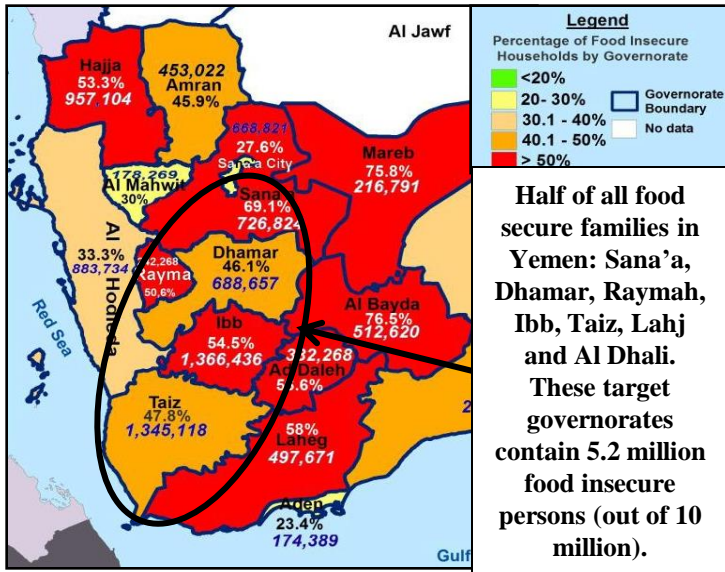 Al Jawf
Hajja
53.3%
957,104
453,022
Amran
45.9%
668,821
27.6%
Sana'a City
Mareb
75.8%
216,791
178,269
Al Mahwit
30%
69.1%
726,824
Al
33.3%
883,734
Rayma
50,6%
Dhamar
46.1%
688,657
Al Bayda
76.5%
512,620
Ibb
54.5%
1,366,436
332,268
Ad Daleh
Red Sea
Taiz
47.8%
1,345,118
58%
Laheg
497,671
2
Aden
23.4%
174,389
Gulf
Legend
Percentage of Food Insecure
Households by Governorate
<20%
20- 30%
30.1 - 40%
40.1 - 50%
> 50%
Governorate
Boundary
No data
Half of all food
secure families in
Yemen: Sana’a,
Dhamar, Raymah,
Ibb, Taiz, Lahj
and Al Dhali.
These target
governorates
contain 5.2 million
food insecure
persons (out of 10
million).